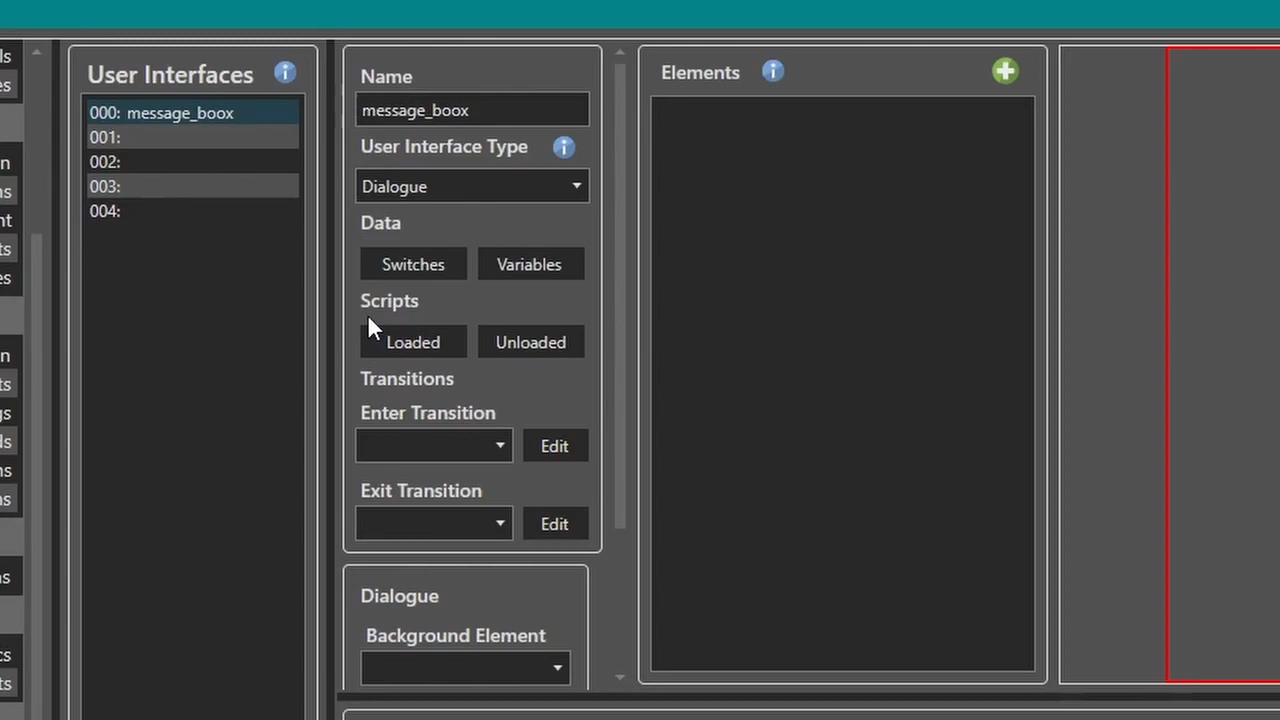 User Interfaces
000: message_boox
001:
002:
003:
004:
Name
message_boox
User Interface Type
Dialogue
Data
Switches Variables
Scripts
Loaded Unloaded
Transitions
Enter Transition
Edit
Exit Transition
Edit
Dialogue
Background Element
Elements